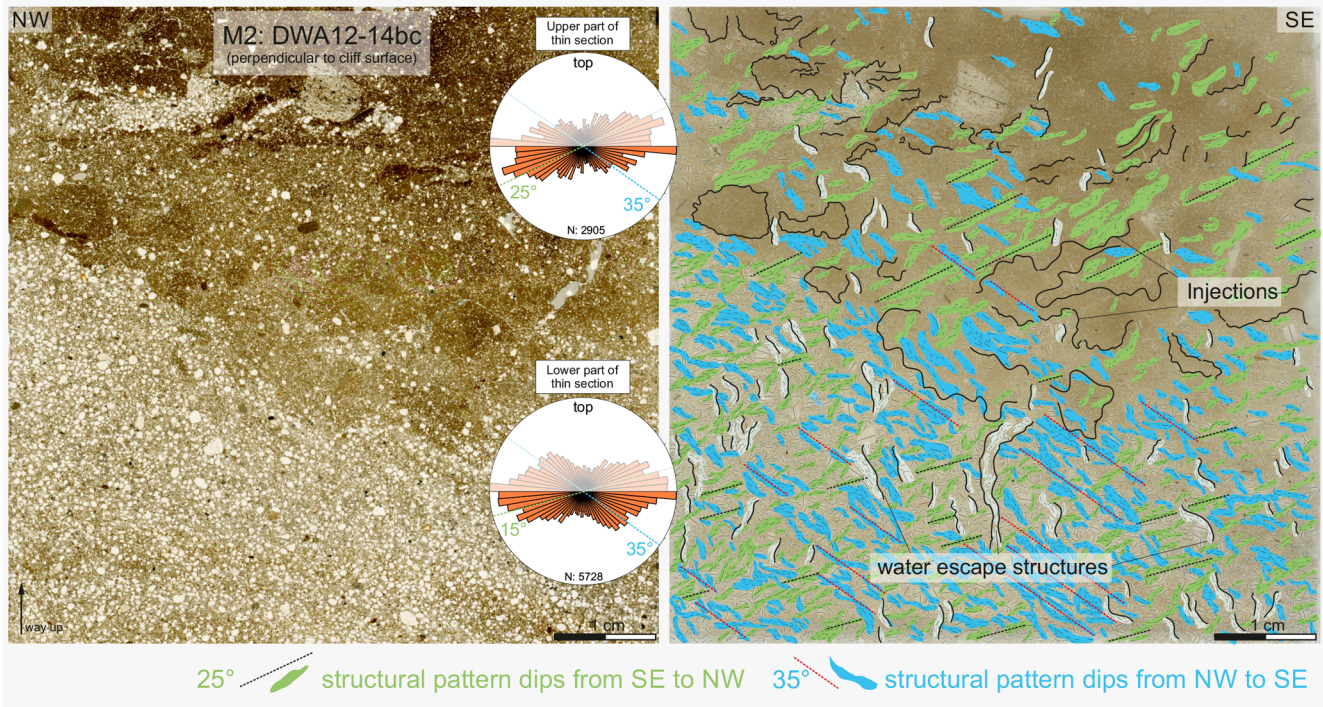 NW
M2: DWA12-14bc
(perpendicular to cliff surface)
Upper part of
thin section
top
25°
35°
N: 2905
Lower part of
thin section
top
15°
35°
N: 5728
way up
1 cm
SE
Injections
water escape structures
1 cm
25° structural pattern dips from SE to NW
35° structural pattern dips from NW to SE